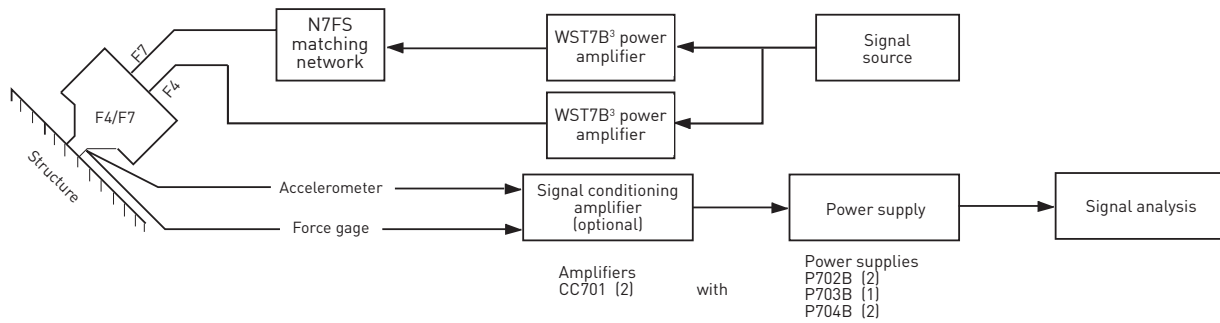 N7FS
matching
network
WST7B³ power
amplifier
Signal
source
F7
F4
F4/F7
WST7B³ power
amplifier
Structure
Accelerometer
Force gage
Signal conditioning
amplifier
(optional)
Power supply
Signal analysis
Amplifiers
CC701 (2) with
Power supplies
P702B (2)
P703B (1)
P704B (2)